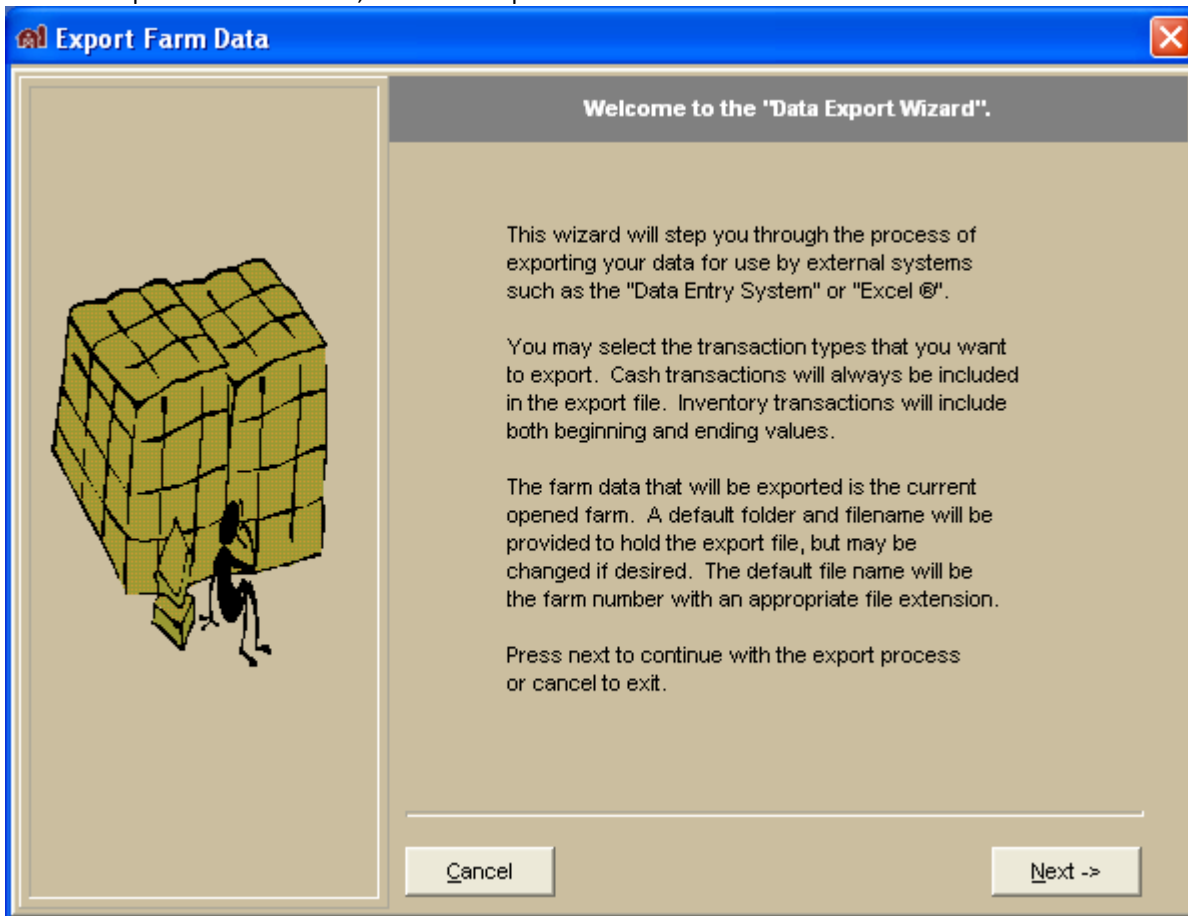 Export Farm Data
Welcome to the "Data Export Wizard".
This wizard will step you through the process of
exporting your data for use by external systems
such as the "Data Entry System" or "Excel ®".
You may select the transaction types that you want
to export. Cash transactions will always be included
in the export file. Inventory transactions will include
both beginning and ending values.
The farm data that will be exported is the current
opened farm. A default folder and filename will be
provided to hold the export file, but may be
changed if desired. The default file name will be
the farm number with an appropriate file extension.
Press next to continue with the export process
or cancel to exit.
Cancel
Next ->